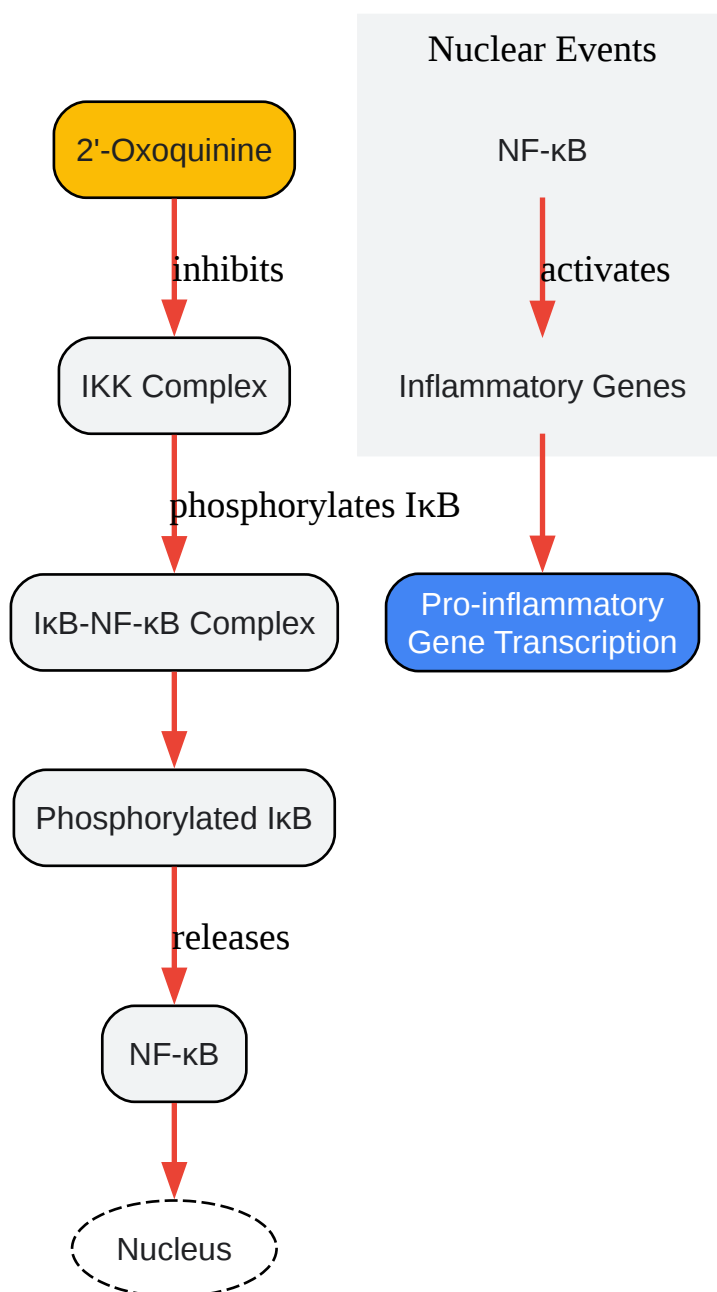 Nuclear Events
2'-Oxoquinine
NF-κB
inhibits
activates
IKK Complex
Inflammatory Genes
phosphorylates IκB
IκB-NF-κB Complex
Pro-inflammatory
Gene Transcription
Phosphorylated IκB
releases
NF-κB
Nucleus